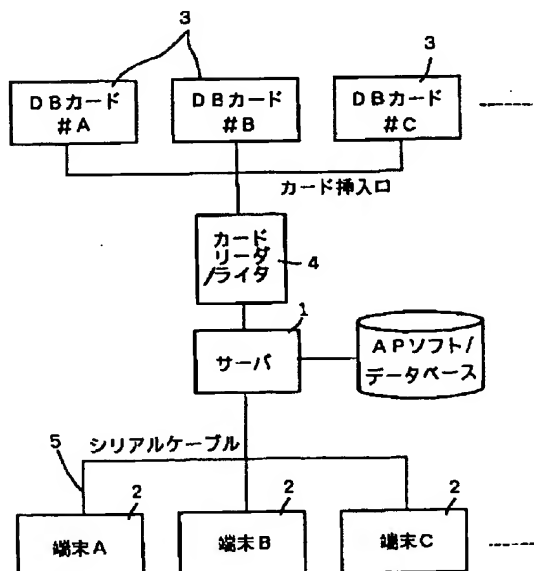 3
3
DBカード
#A
DBカード
#B
DBカード
#C
カード挿入口
カード
リーダ
/ライタ
4
1
サーバ
APソフト/
データベース
シリアルケーブル
5
2
2
2
端末A
端末B
端末C